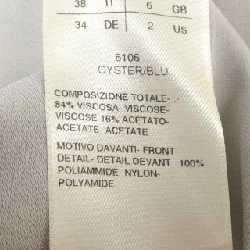 38 IT 6 GB
34 DE 2 US
6106
OYSTER/BLU
COMPOSIZIONE TOTALE-
84% VISCOSA VISCOSE-
VISCOSE 16% ACETATO-
ACETATE ACETATE
MOTIVO DAVANTI- FRONT
DETAIL- DETAIL DEVANT 100%
POLIAMMIDE NYLON-
POLYAMIDE